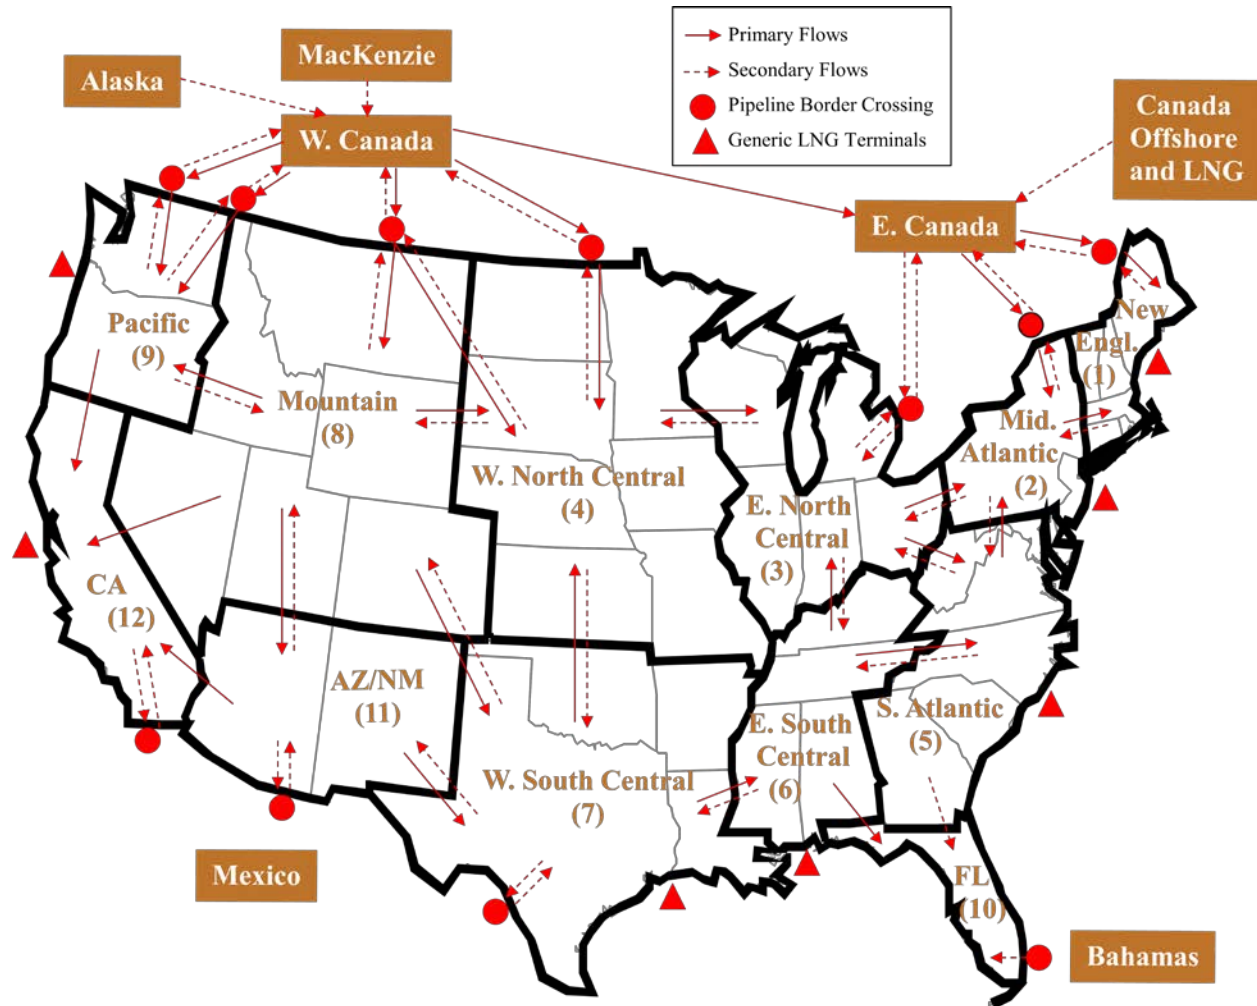 MacKenzie
Alaska
W. Canada
Primary Flows
Secondary Flows
Pipeline Border Crossing
Generic LNG Terminals
Canada
Offshore
and LNG
E. Canada
Pacific
(9)
Mountain
(8)
W. North Central
(4)
E. North
Central
(3)
Mid.
Atlantic
(2)
New
Engl.
(1)
CA
(12)
AZ/NM
(11)
W. South Central
(7)
E. South
Central
(6)
S. Atlantic
(5)
FL
(10)
Mexico
Bahamas